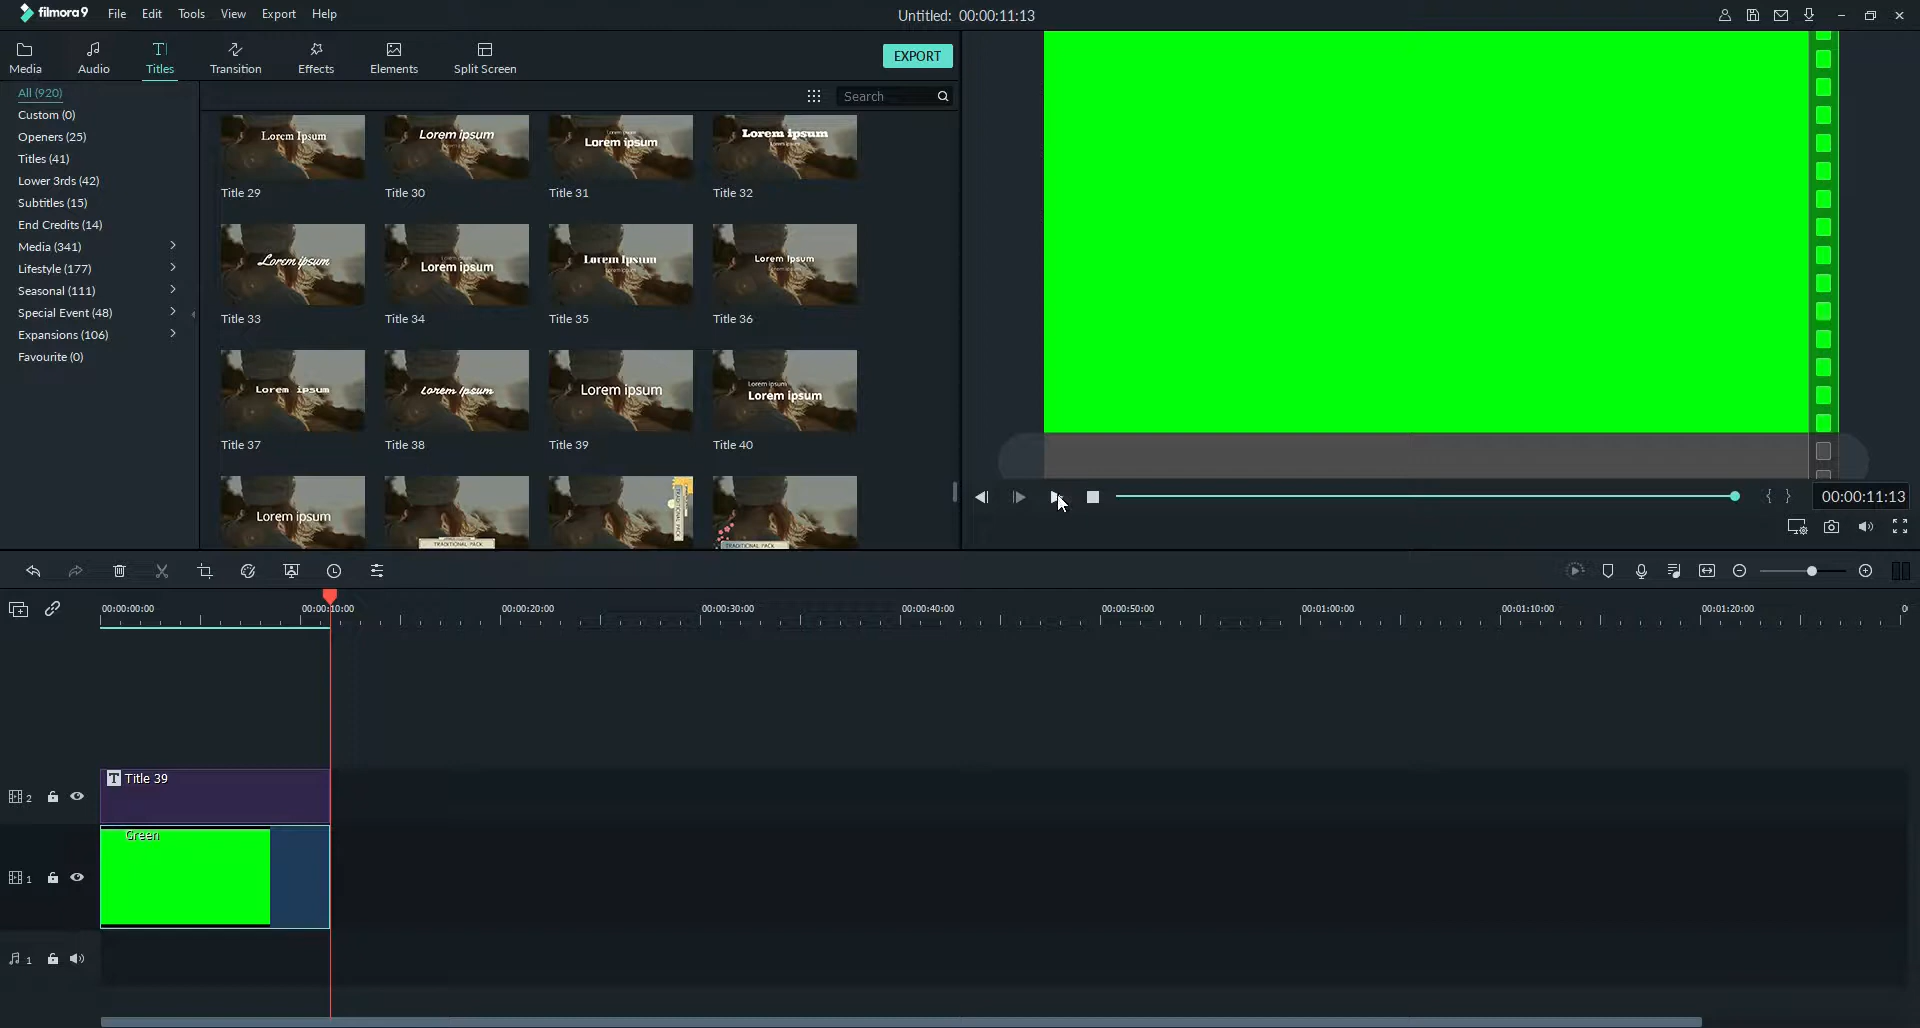 filmora9 File Edit Tools View Export Help Untitled: 00:00:11:13
Media Audio Titles Transition Effects Elements Split Screen EXPORT
Search
All (920)
Custom (0)
Openers (25)
Titles (41)
Lower 3rds (42)
Subtitles (15)
End Credits (14)
Media (341)
Lifestyle (177)
Seasonal (111)
Special Event (48)
Expansions (106)
Favourite (0)
Lorem Ipsum Lorem ipsum Lorem ipsum Lorem ipsum
Title 29 Title 30 Title 31 Title 32
Lorem ipsum Lorem ipsum Lorem ipsum Lorem Ipsum
Title 33 Title 34 Title 35 Title 36
Lorem ipsum Lorem ipsum Lorem ipsum Lorem ipsum
Lorem ipsum
Title 37 Title 38 Title 39 Title 40
Lorem ipsum TRADITIONAL PACK TRADITIONAL PACK TRADITIONAL PACK
00:00:11:13
00:00:00:00 00:00:10:00 00:00:20:00 00:00:30:00 00:00:40:00 00:00:50:00 00:01:00:00 00:01:10:00 00:01:20:00 0
T Title 39
2
Green
1
1